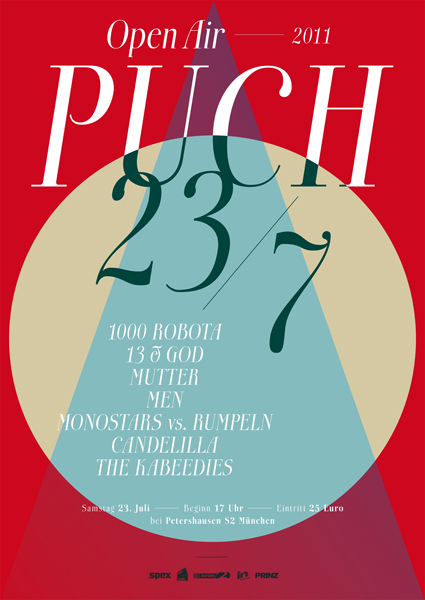 Open Air 2011
PUCH
23/7
1000 ROBOTA
13 & GOD
MUTTER
MEN
MONOSTARS vs. RUMPELN
CANDELILLA
THE KABEEDIES
Samstag 23. Juli — Beginn 17 Uhr — Eintritt 25 Euro
bei Petershausen S2 München
spex PRINZ